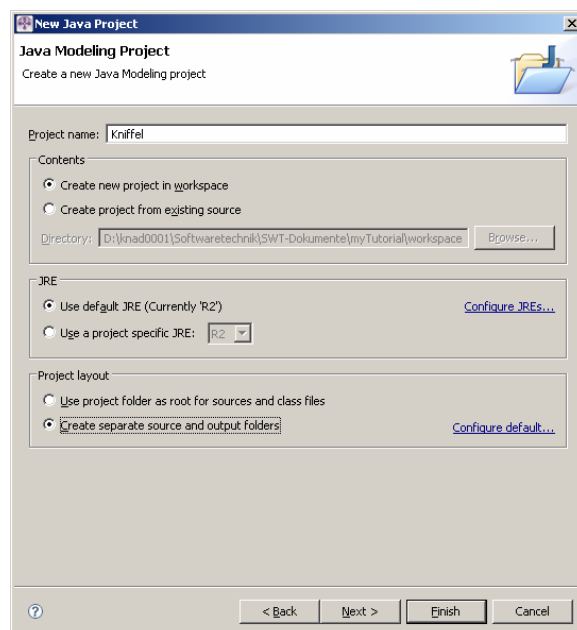 New Java Project
Java Modeling Project
Create a new Java Modeling project
Project name: Kniffel
Contents
Create new project in workspace
Create project from existing source
Directory: D:\knad0001\Softwaretechnik\SWT-Dokumente\myTutorial\workspace Browse...
JRE
Use default JRE (Currently 'R2') Configure JREs...
Use a project specific JRE: R2
Project layout
Use project folder as root for sources and class files
Create separate source and output folders Configure default...
? < Back Next > Finish Cancel